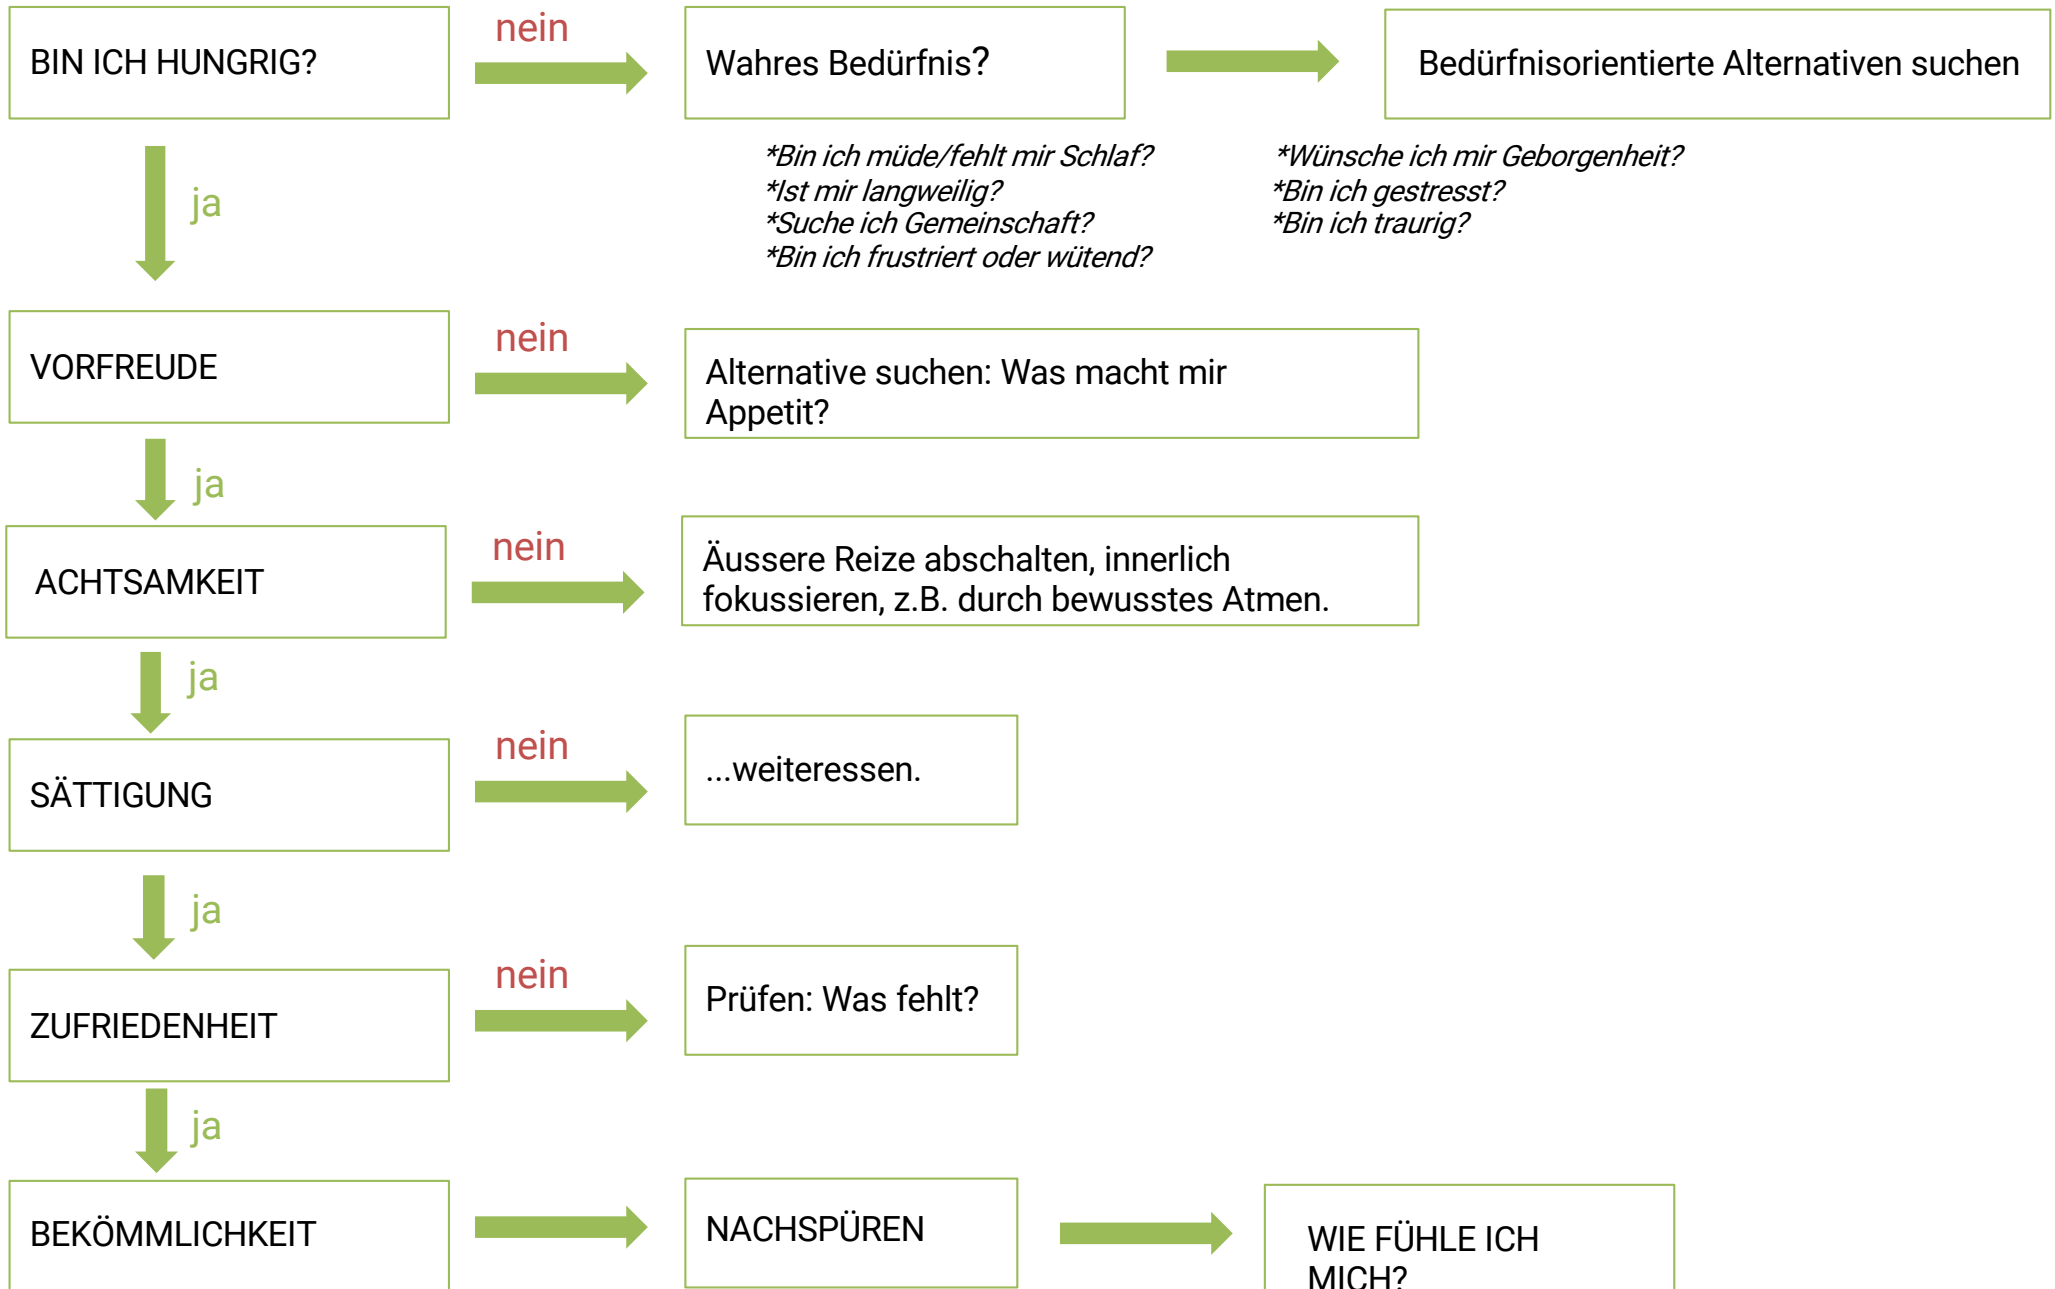 BIN ICH HUNGRIG?
nein
Wahres Bedürfnis?
Bedürfnisorientierte Alternativen suchen
ja
*Bin ich müde/fehlt mir Schlaf?
*Ist mir langweilig?
*Suche ich Gemeinschaft?
*Bin ich frustriert oder wütend?
*Wünsche ich mir Geborgenheit?
*Bin ich gestresst?
*Bin ich traurig?
VORFREUDE
nein
Alternative suchen: Was macht mir
Appetit?
ja
ACHTSAMKEIT
nein
Äussere Reize abschalten, innerlich
fokussieren, z.B. durch bewusstes Atmen.
ja
SÄTTIGUNG
nein
...weiteressen.
ja
ZUFRIEDENHEIT
nein
Prüfen: Was fehlt?
ja
BEKÖMMLICHKEIT
NACHSPÜREN
WIE FÜHLE ICH
MICH?